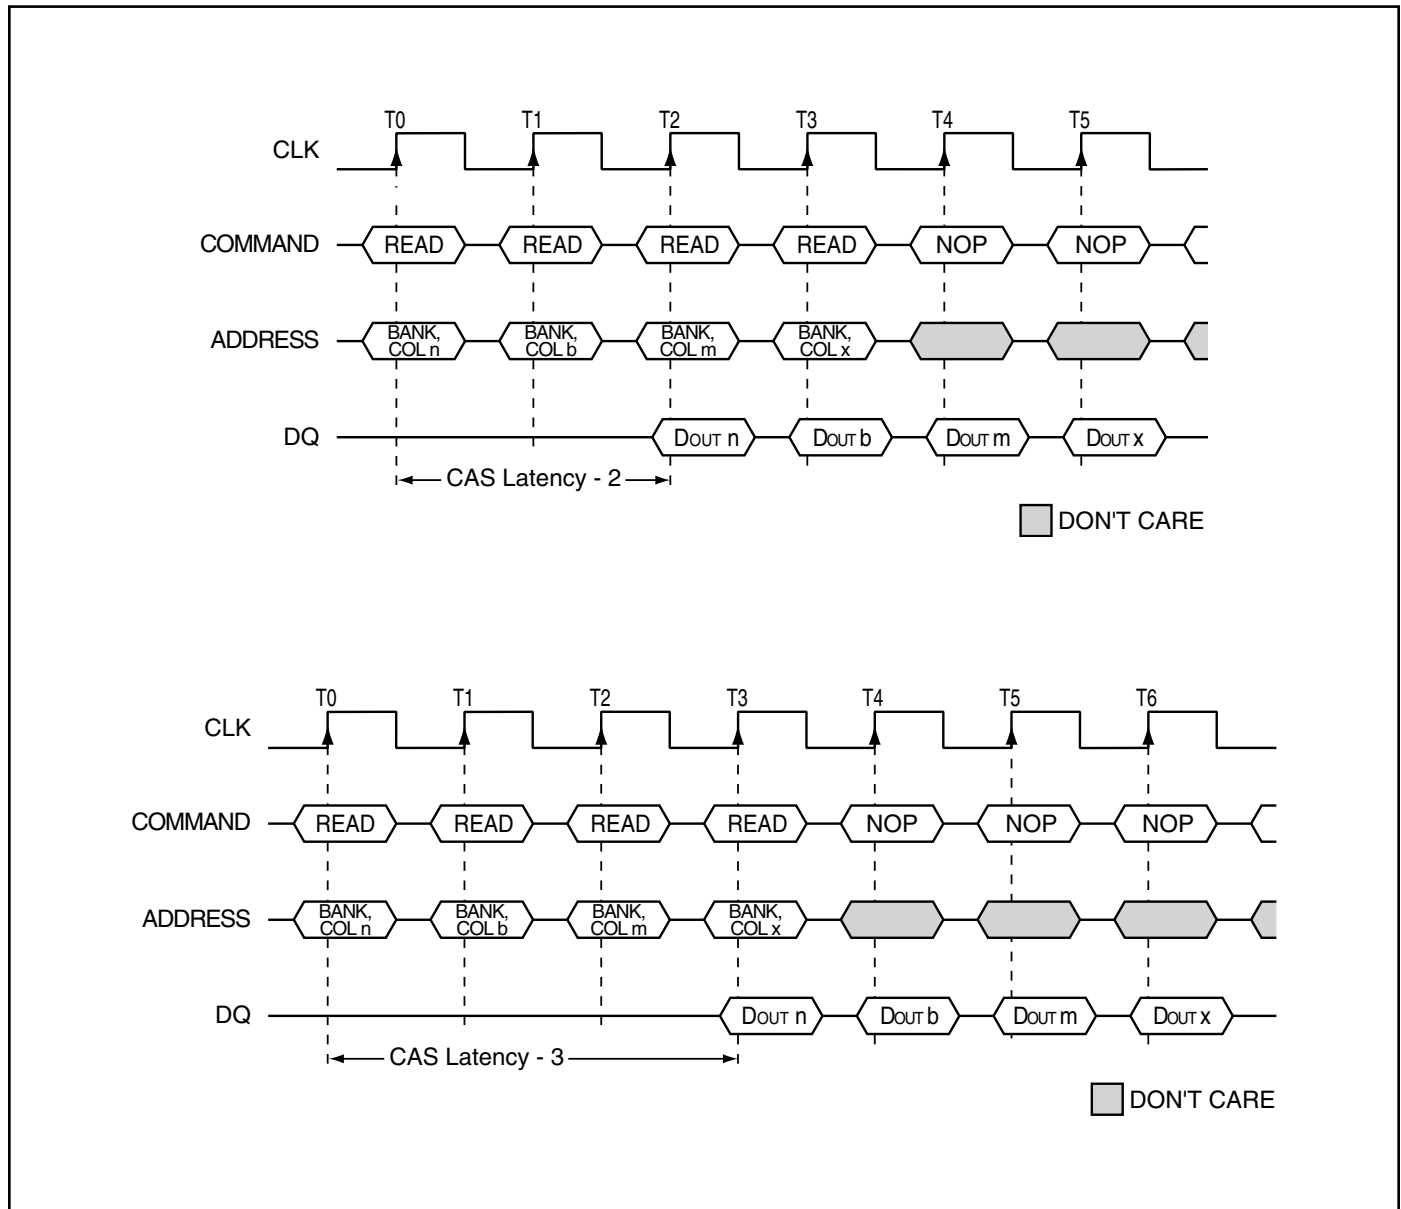 T0 T1 T2 T3 T4 T5
CLK
COMMAND READ READ READ READ NOP NOP
ADDRESS BANK, COL n BANK, COL b BANK, COL m BANK, COL x
DQ DOUT n DOUT b DOUT m DOUT x
CAS Latency - 2
DON'T CARE
T0 T1 T2 T3 T4 T5 T6
CLK
COMMAND READ READ READ READ NOP NOP NOP
ADDRESS BANK, COL n BANK, COL b BANK, COL m BANK, COL x
DQ DOUT n DOUT b DOUT m DOUT x
CAS Latency - 3
DON'T CARE